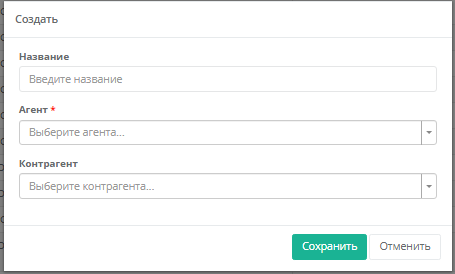 Создать
Название
Введите название
Агент *
Выберите агента...
Контрагент
Выберите контрагента...
Сохранить Отменить